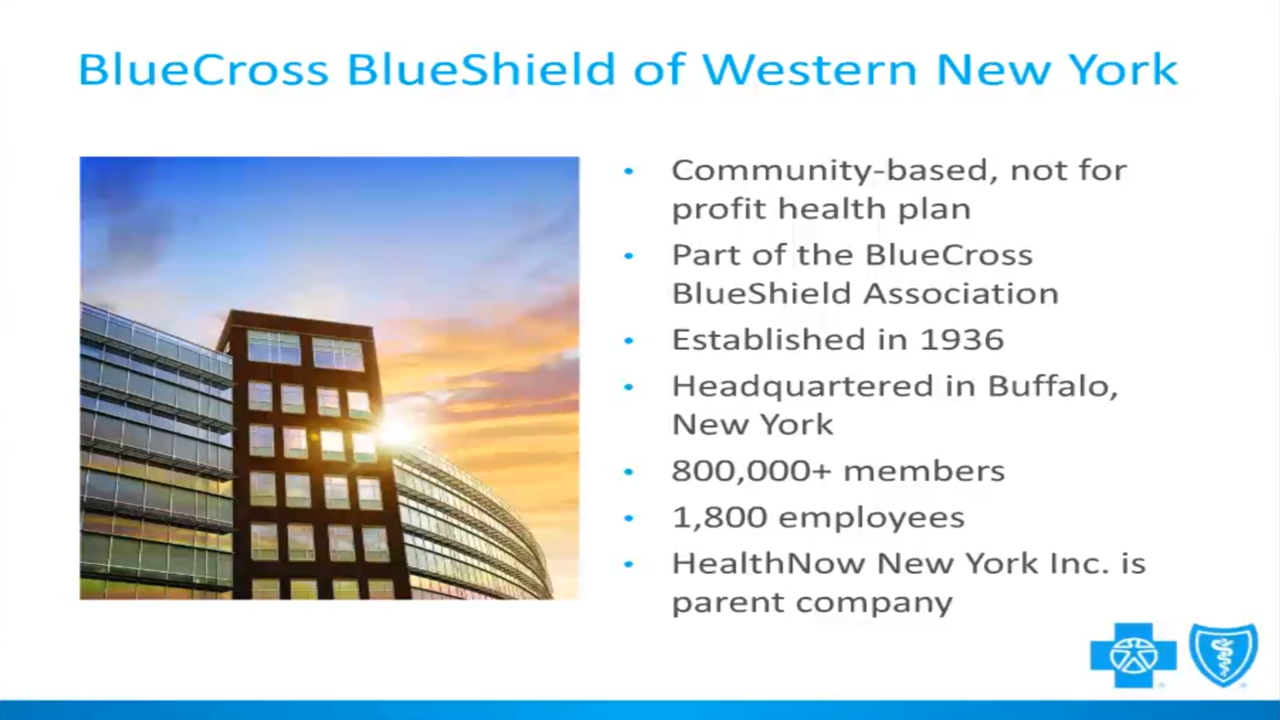 BlueCross BlueShield of Western New York
• Community-based, not for
profit health plan
• Part of the BlueCross
BlueShield Association
• Established in 1936
• Headquartered in Buffalo,
New York
• 800,000+ members
• 1,800 employees
• HealthNow New York Inc. is
parent company